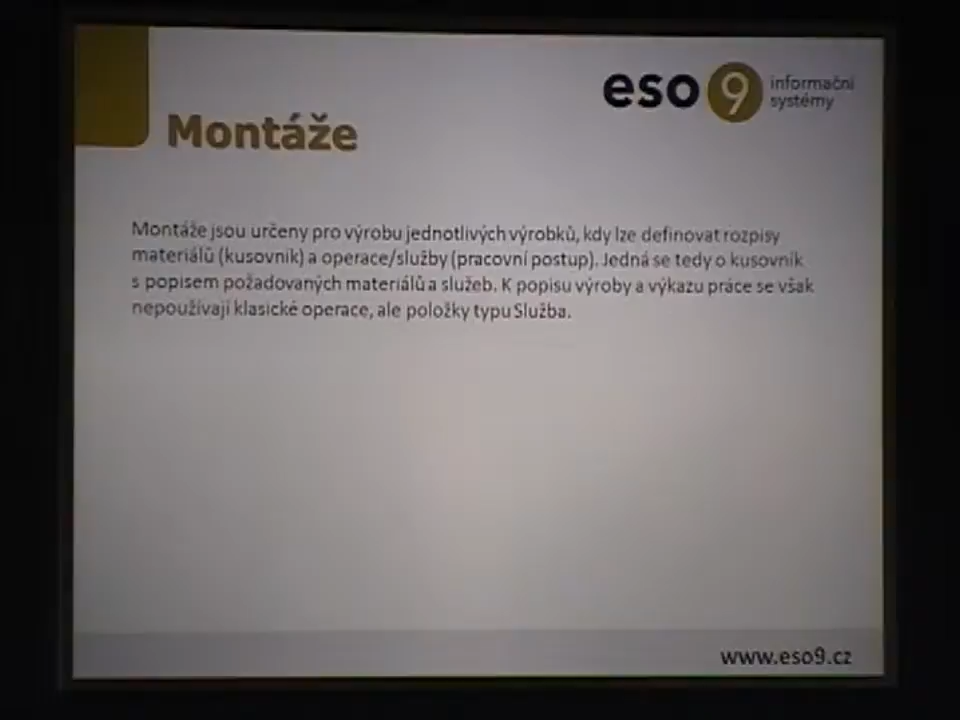 eso 9 informační
systémy
Montáže
Montáže jsou určeny pro výrobu jednotlivých výrobků, kdy lze definovat rozpisy
materiálů (kusovník) a operace/služby (pracovní postup). Jedná se tedy o kusovník
s popisem požadovaných materiálů a služeb. K popisu výroby a výkazu práce se však
nepoužívají klasické operace, ale položky typu Služba.
www.eso9.cz